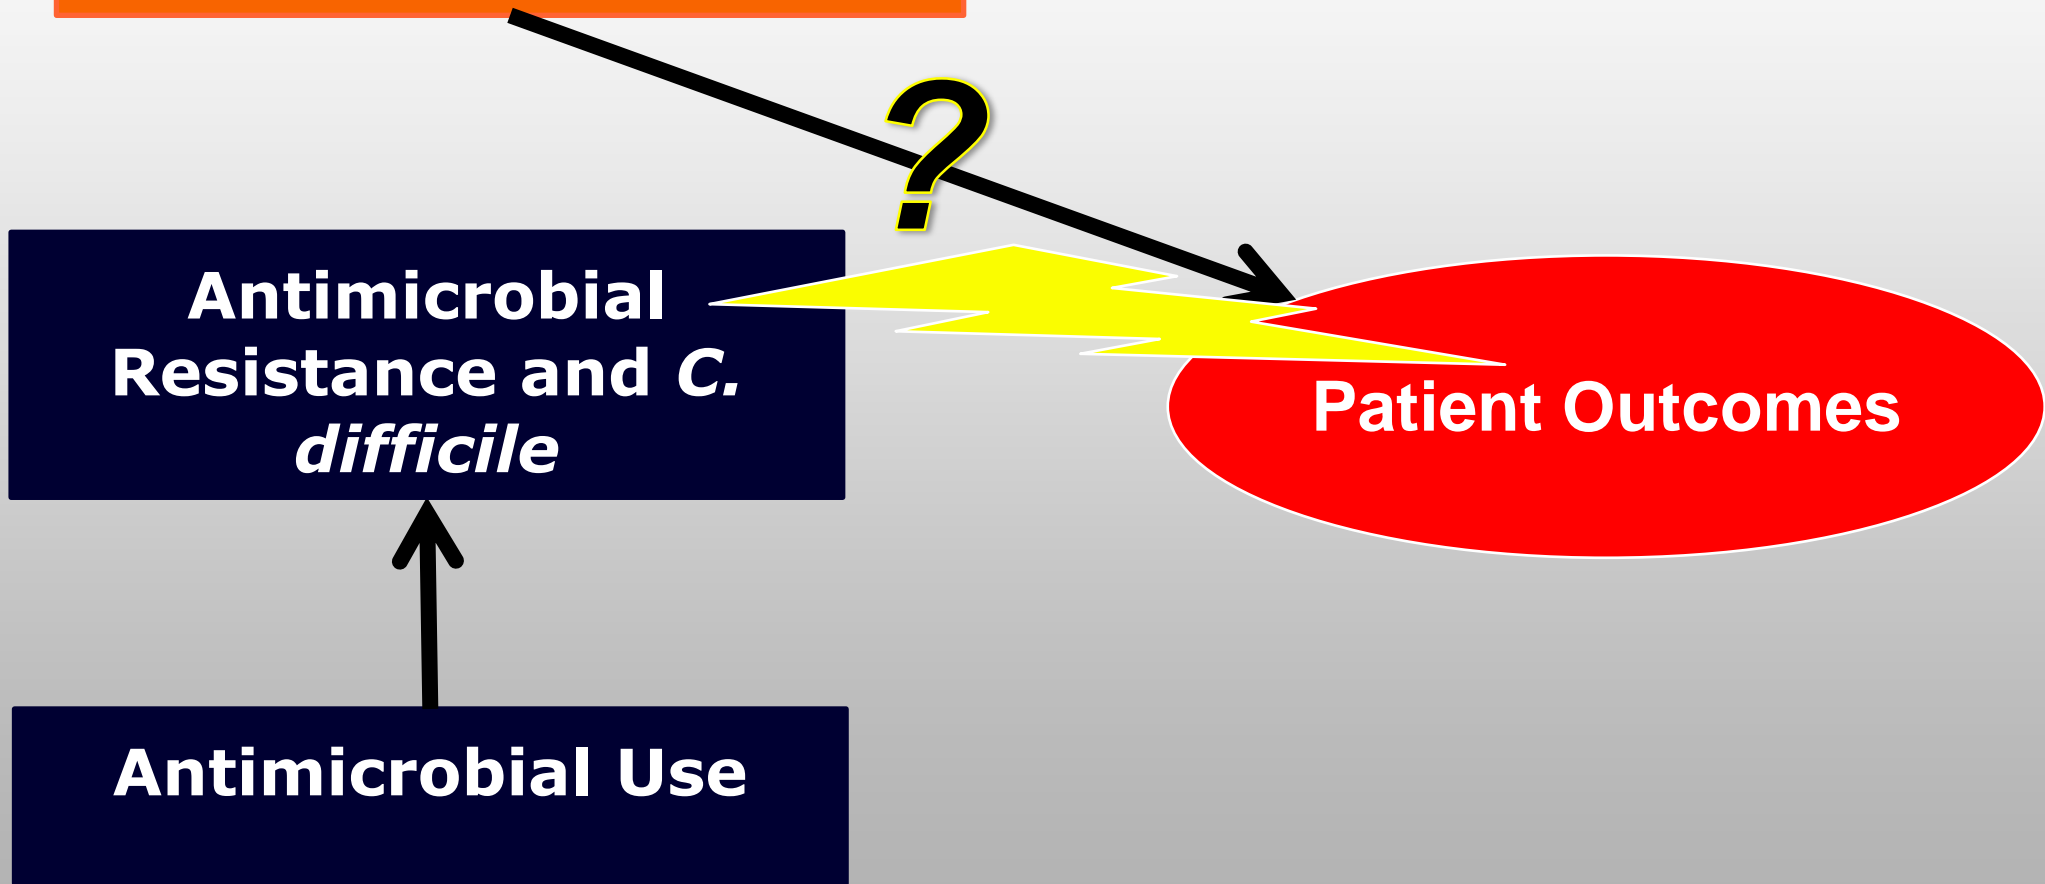 ?
Antimicrobial
Resistance and C.
difficile
Patient Outcomes
Antimicrobial Use